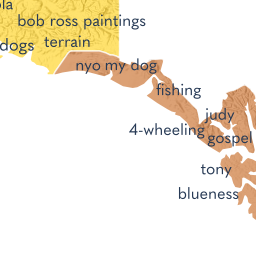 bob ross paintings
dogs
terrain
nyo my dog
fishing
judy
4-wheeling
gospel
tony
blueness